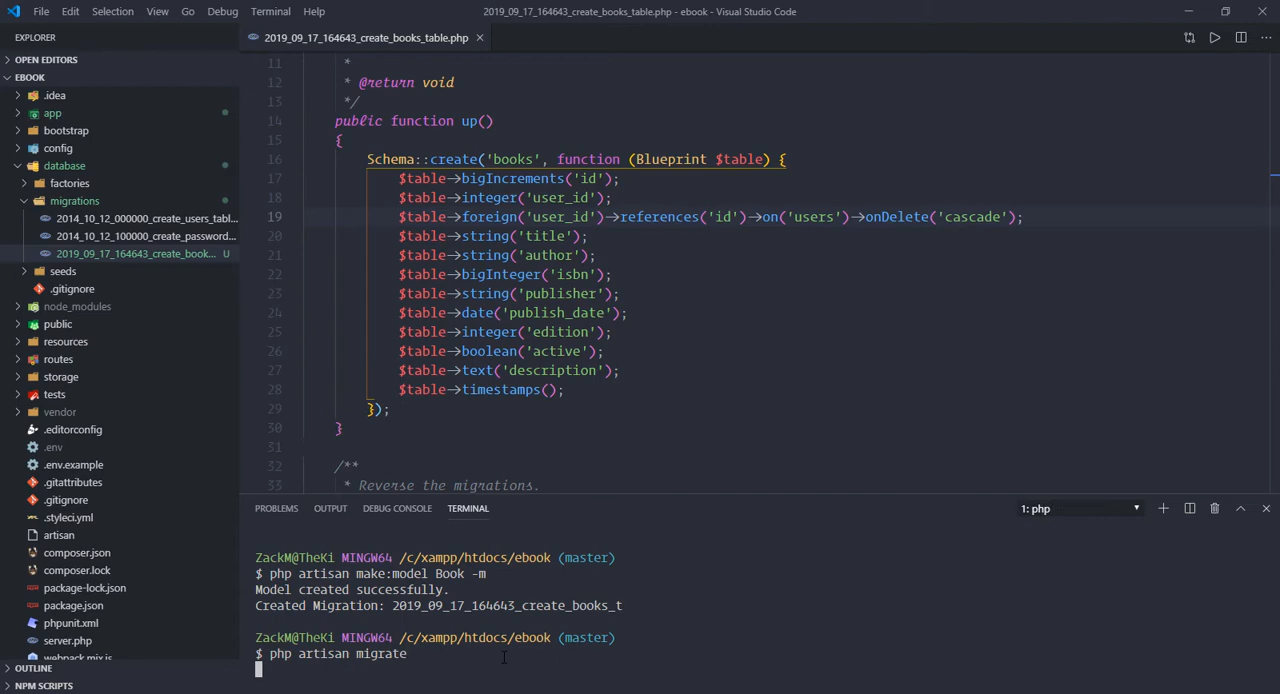 File Edit Selection View Go Debug Terminal Help 2019_09_17_164643_create_books_table.php - ebook - Visual Studio Code
EXPLORER
2019_09_17_164643_create_books_table.php
OPEN EDITORS
EBOOK
.idea
app
bootstrap
config
database
factories
migrations
2014_10_12_000000_create_users_tabl...
2014_10_12_100000_create_password...
2019_09_17_164643_create_book... U
seeds
.gitignore
node_modules
public
resources
routes
storage
tests
vendor
.editorconfig
.env
.env.example
.gitattributes
.gitignore
.styleci.yml
artisan
composer.json
composer.lock
package-lock.json
package.json
phpunit.xml
server.php
webpack.mix.js
OUTLINE
NPM SCRIPTS
11 *
12 * @return void
13 */
14 public function up()
15 {
16 Schema::create('books', function (Blueprint $table) {
17 $table->bigIncrements('id');
18 $table->integer('user_id');
19 $table->foreign('user_id')->references('id')->on('users')->onDelete('cascade');
20 $table->string('title');
21 $table->string('author');
22 $table->bigInteger('isbn');
23 $table->string('publisher');
24 $table->date('publish_date');
25 $table->integer('edition');
26 $table->boolean('active');
27 $table->text('description');
28 $table->timestamps();
29 });
30 }
31
32 /**
33 * Reverse the migrations.
PROBLEMS OUTPUT DEBUG CONSOLE TERMINAL 1: php
ZackM@TheKi MINGW64 /c/xampp/htdocs/ebook (master)
$ php artisan make:model Book -m
Model created successfully.
Created Migration: 2019_09_17_164643_create_books_t
ZackM@TheKi MINGW64 /c/xampp/htdocs/ebook (master)
$ php artisan migrate